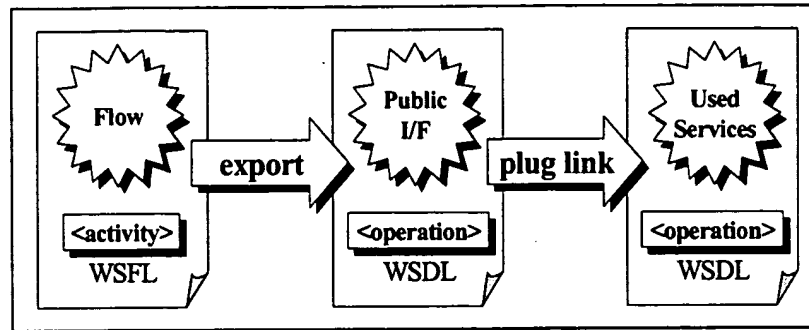 Flow
export
<activity>
WSFL
Public
I/F
plug link
<operation>
WSDL
Used
Services
<operation>
WSDL